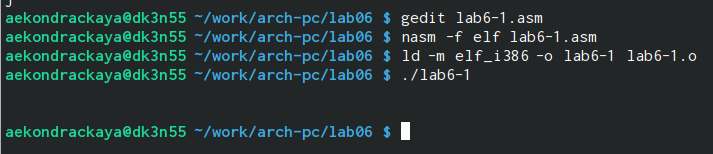 aekondrackaya@dk3n55 ~/work/arch-pc/lab06 $ gedit lab6-1.asm
aekondrackaya@dk3n55 ~/work/arch-pc/lab06 $ nasm -f elf lab6-1.asm
aekondrackaya@dk3n55 ~/work/arch-pc/lab06 $ ld -m elf_i386 -o lab6-1 lab6-1.o
aekondrackaya@dk3n55 ~/work/arch-pc/lab06 $ ./lab6-1
aekondrackaya@dk3n55 ~/work/arch-pc/lab06 $